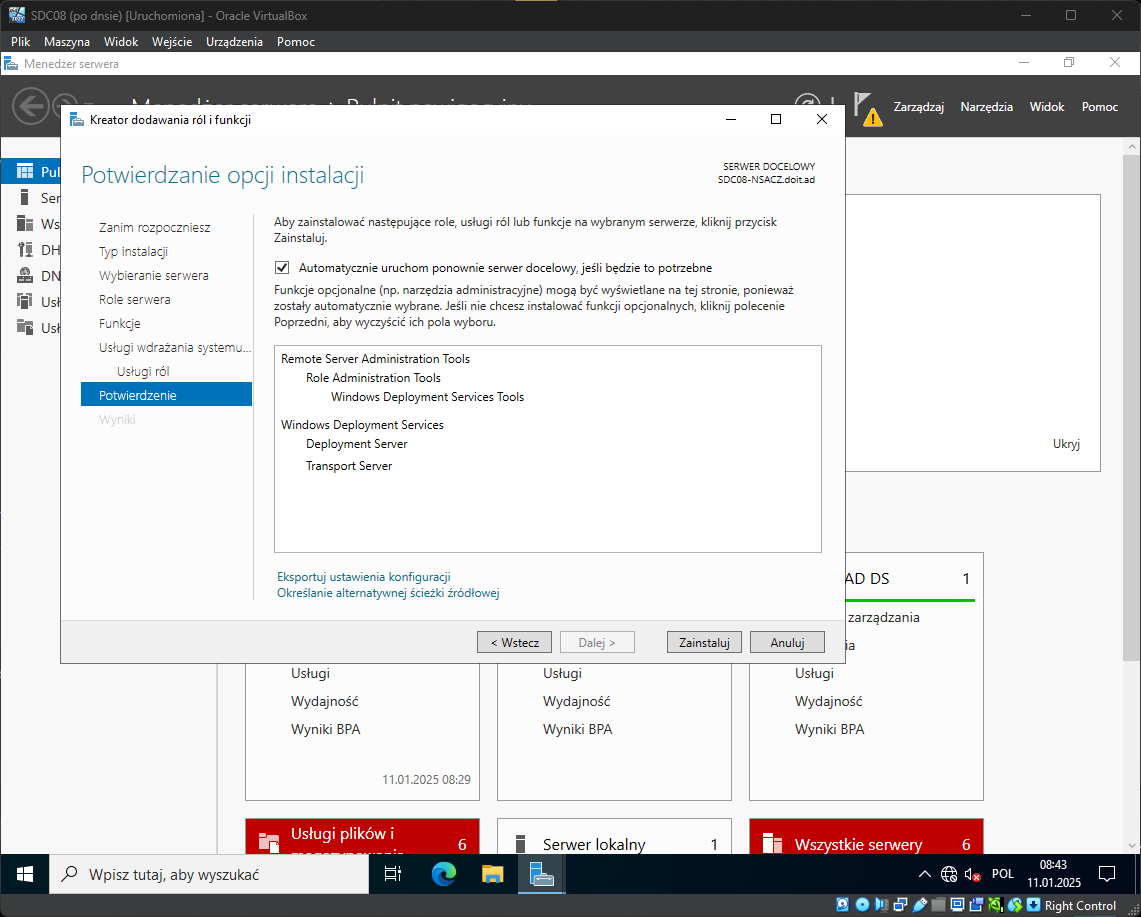 SDC08 (po dnsie) [Uruchomiona] - Oracle VirtualBox
Plik Maszyna Widok Wejście Urządzenia Pomoc
Menedżer serwera
Zarządzaj Narzędzia Widok Pomoc
Kreator dodawania ról i funkcji
Potwierdzanie opcji instalacji
SERWER DOCELOWY
SDC08-NSACZ.doit.ad
Pul
Ser
Ws
DH
DN
Usł
Usł
Zanim rozpoczniesz
Typ instalacji
Wybieranie serwera
Role serwera
Funkcje
Usługi wdrażania systemu...
Usługi ról
Potwierdzenie
Wyniki
Aby zainstalować następujące role, usługi ról lub funkcje na wybranym serwerze, kliknij przycisk
Zainstaluj.
Automatycznie uruchom ponownie serwer docelowy, jeśli będzie to potrzebne
Funkcje opcjonalne (np. narzędzia administracyjne) mogą być wyświetlane na tej stronie, ponieważ
zostały automatycznie wybrane. Jeśli nie chcesz instalować funkcji opcjonalnych, kliknij polecenie
Poprzedni, aby wyczyścić ich pola wyboru.
Remote Server Administration Tools
Role Administration Tools
Windows Deployment Services Tools
Windows Deployment Services
Deployment Server
Transport Server
Eksportuj ustawienia konfiguracji
Określanie alternatywnej ścieżki źródłowej
< Wstecz Dalej > Zainstaluj Anuluj
Ukryj
AD DS 1
zarządzania
ia
Usługi Usługi Usługi
Wydajność Wydajność Wydajność
Wyniki BPA Wyniki BPA Wyniki BPA
11.01.2025 08:29
Usługi plików i 6
Serwer lokalny 1
Wszystkie serwery 6
Wpisz tutaj, aby wyszukać
POL
08:43
11.01.2025
Right Control